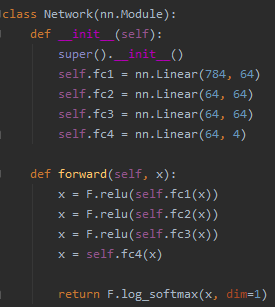 class Network(nn.Module):
    def __init__(self):
        super().__init__()
        self.fc1 = nn.Linear(784, 64)
        self.fc2 = nn.Linear(64, 64)
        self.fc3 = nn.Linear(64, 64)
        self.fc4 = nn.Linear(64, 4)

    def forward(self, x):
        x = F.relu(self.fc1(x))
        x = F.relu(self.fc2(x))
        x = F.relu(self.fc3(x))
        x = self.fc4(x)

        return F.log_softmax(x, dim=1)